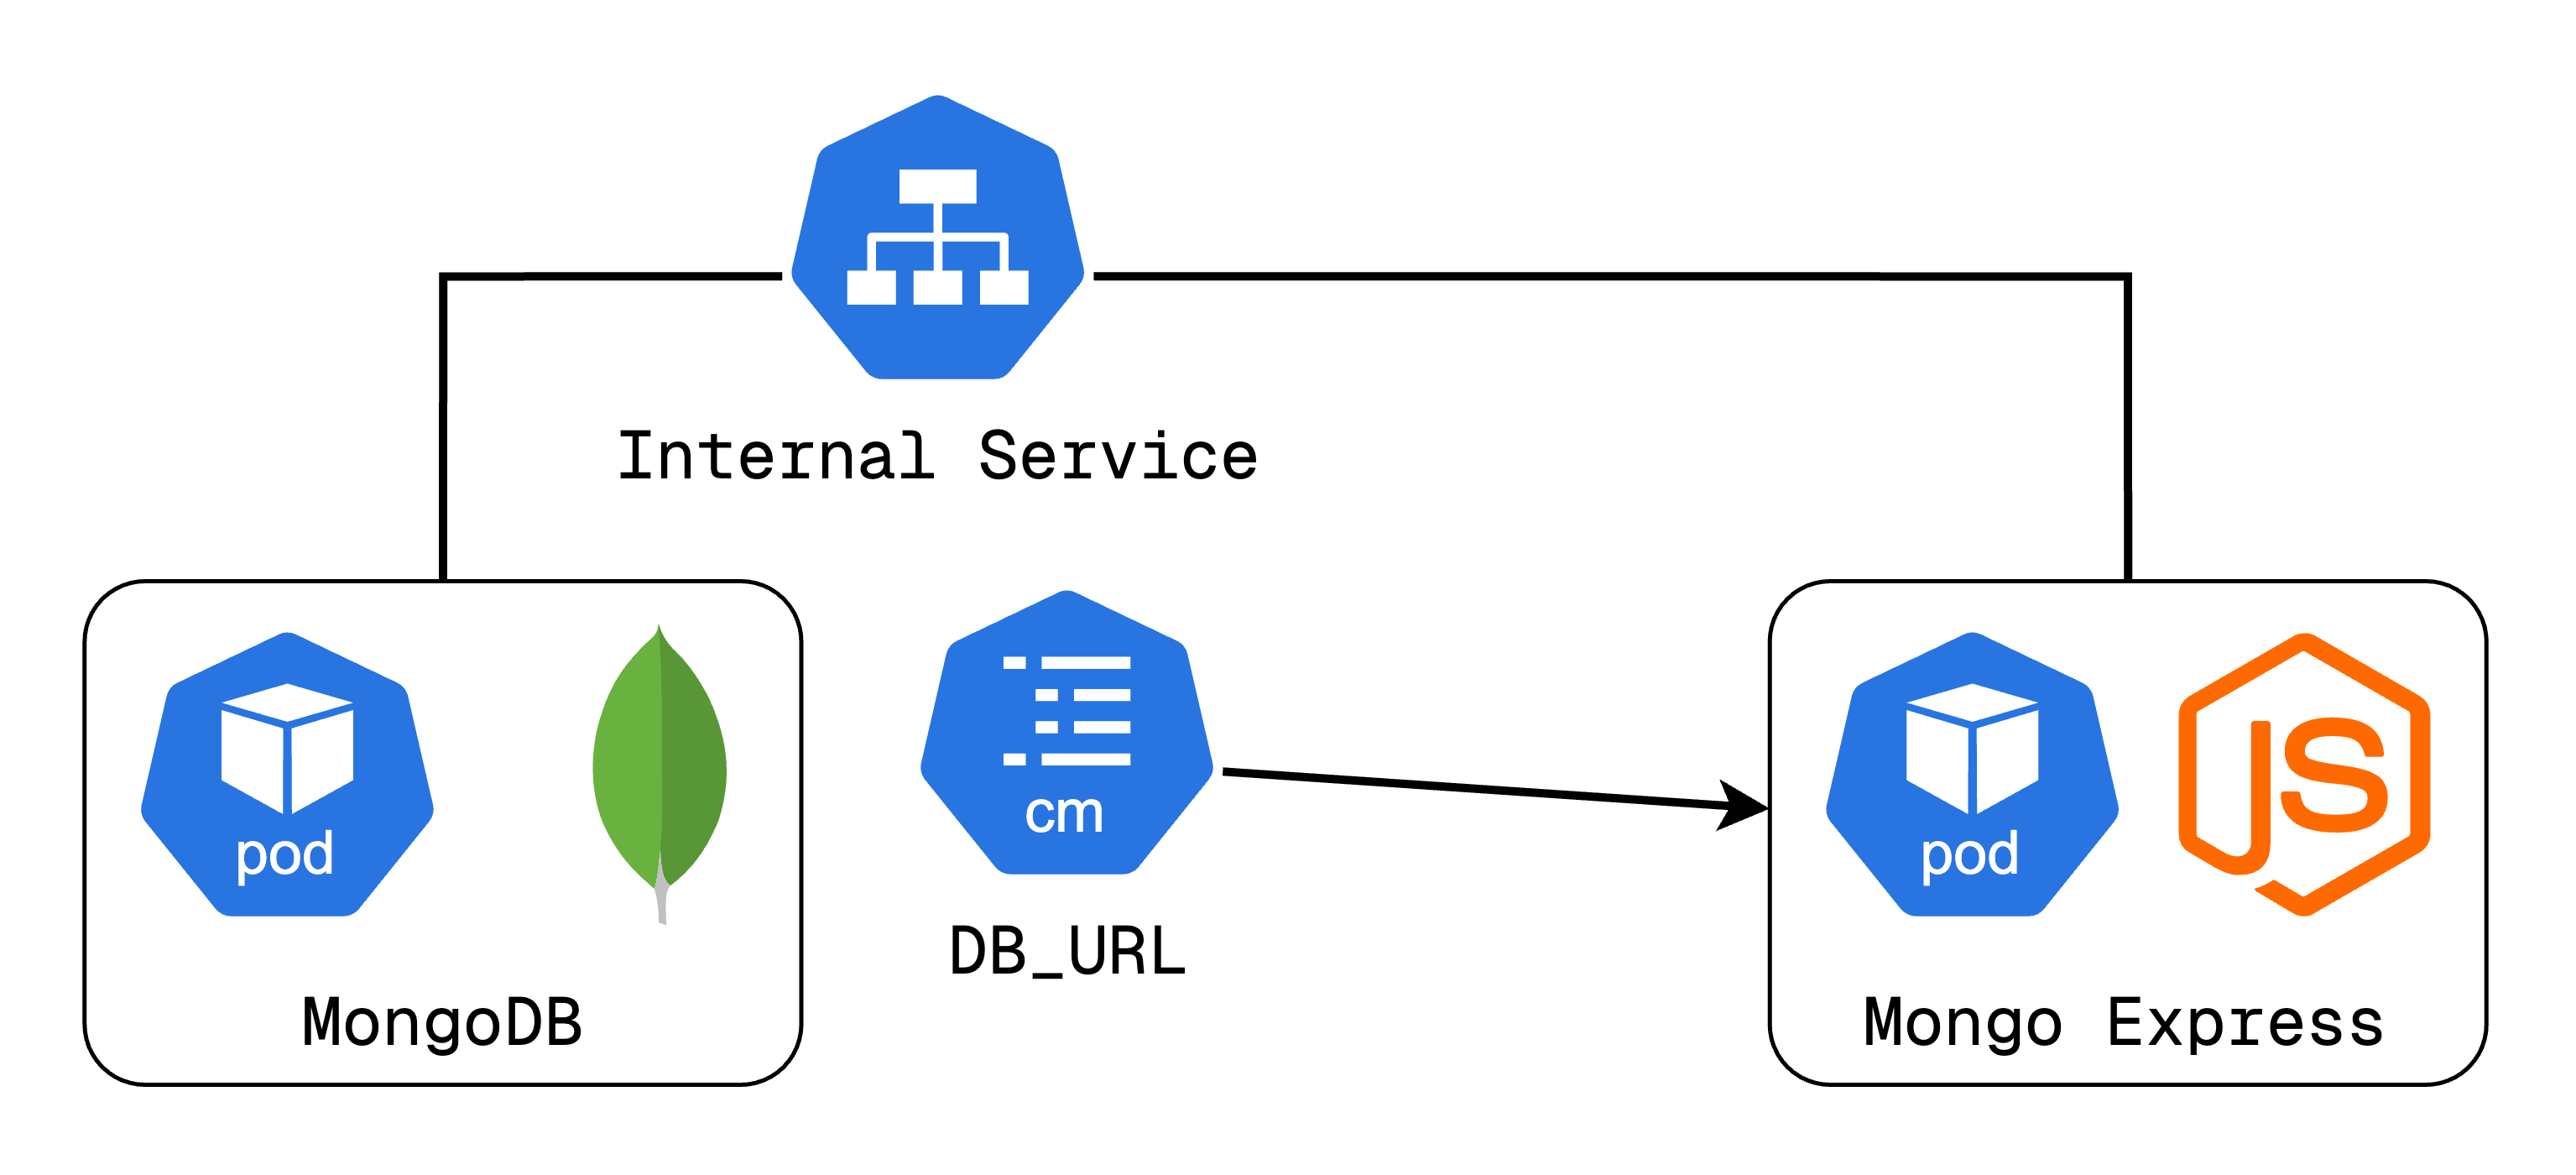 Internal Service
pod
MongoDB
cm
DB_URL
pod
JS
Mongo Express